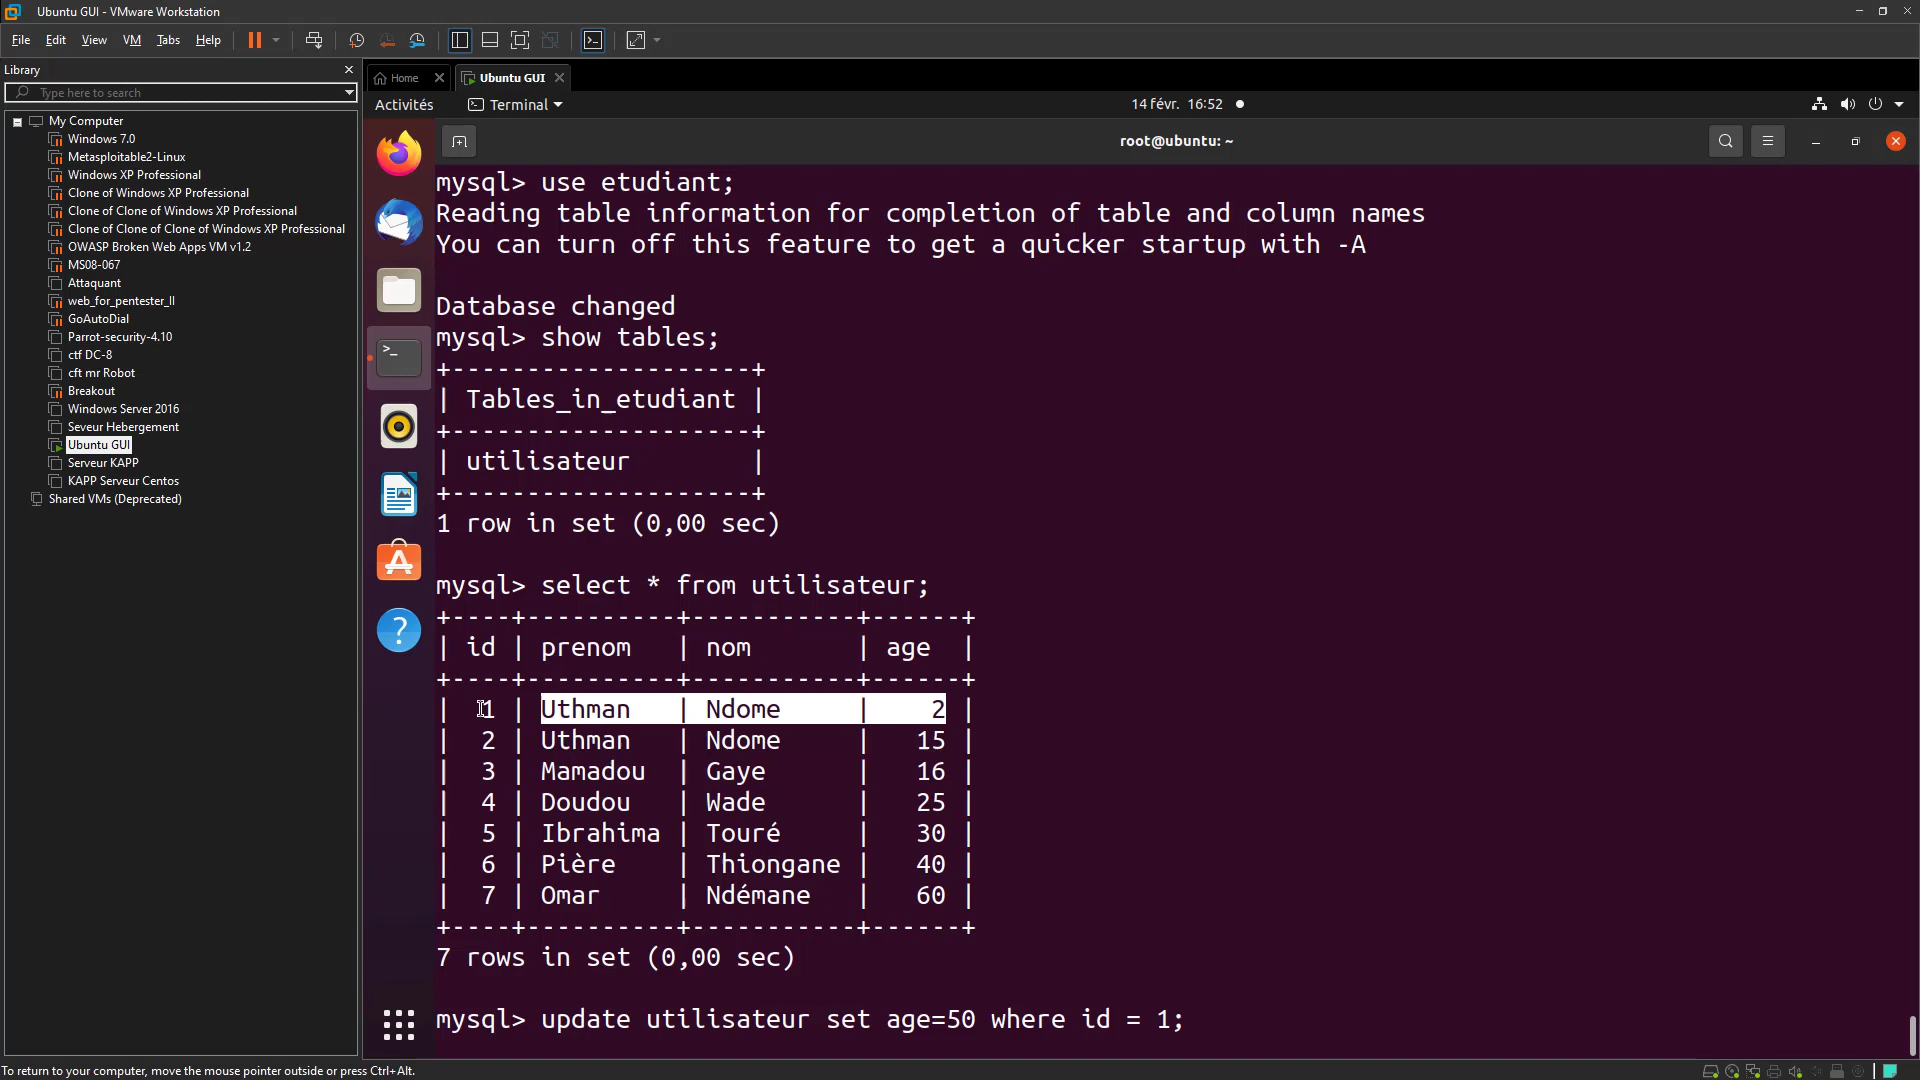 Ubuntu GUI - VMware Workstation
File Edit View VM Tabs Help
Library
Type here to search
My Computer
Windows 7.0
Metasploitable2-Linux
Windows XP Professional
Clone of Windows XP Professional
Clone of Clone of Windows XP Professional
Clone of Clone of Clone of Windows XP Professional
OWASP Broken Web Apps VM v1.2
MS08-067
Attaquant
web_for_pentester_II
GoAutoDial
Parrot-security-4.10
ctf DC-8
cft mr Robot
Breakout
Windows Server 2016
Seveur Hebergement
Ubuntu GUI
Serveur KAPP
KAPP Serveur Centos
Shared VMs (Deprecated)
Home Ubuntu GUI
Activités Terminal 14 févr. 16:52
root@ubuntu: ~
mysql> use etudiant;
Reading table information for completion of table and column names
You can turn off this feature to get a quicker startup with -A
Database changed
mysql> show tables;
+--------------------+
| Tables_in_etudiant |
+--------------------+
| utilisateur        |
+--------------------+
1 row in set (0,00 sec)
mysql> select * from utilisateur;
+----+----------+-----------+------+
| id | prenom   | nom       | age  |
+----+----------+-----------+------+
|  1 | Uthman   | Ndome     |    2 |
|  2 | Uthman   | Ndome     |   15 |
|  3 | Mamadou  | Gaye      |   16 |
|  4 | Doudou   | Wade      |   25 |
|  5 | Ibrahima | Touré     |   30 |
|  6 | Pière    | Thiongane |   40 |
|  7 | Omar     | Ndémane   |   60 |
+----+----------+-----------+------+
7 rows in set (0,00 sec)
mysql> update utilisateur set age=50 where id = 1;
To return to your computer, move the mouse pointer outside or press Ctrl+Alt.